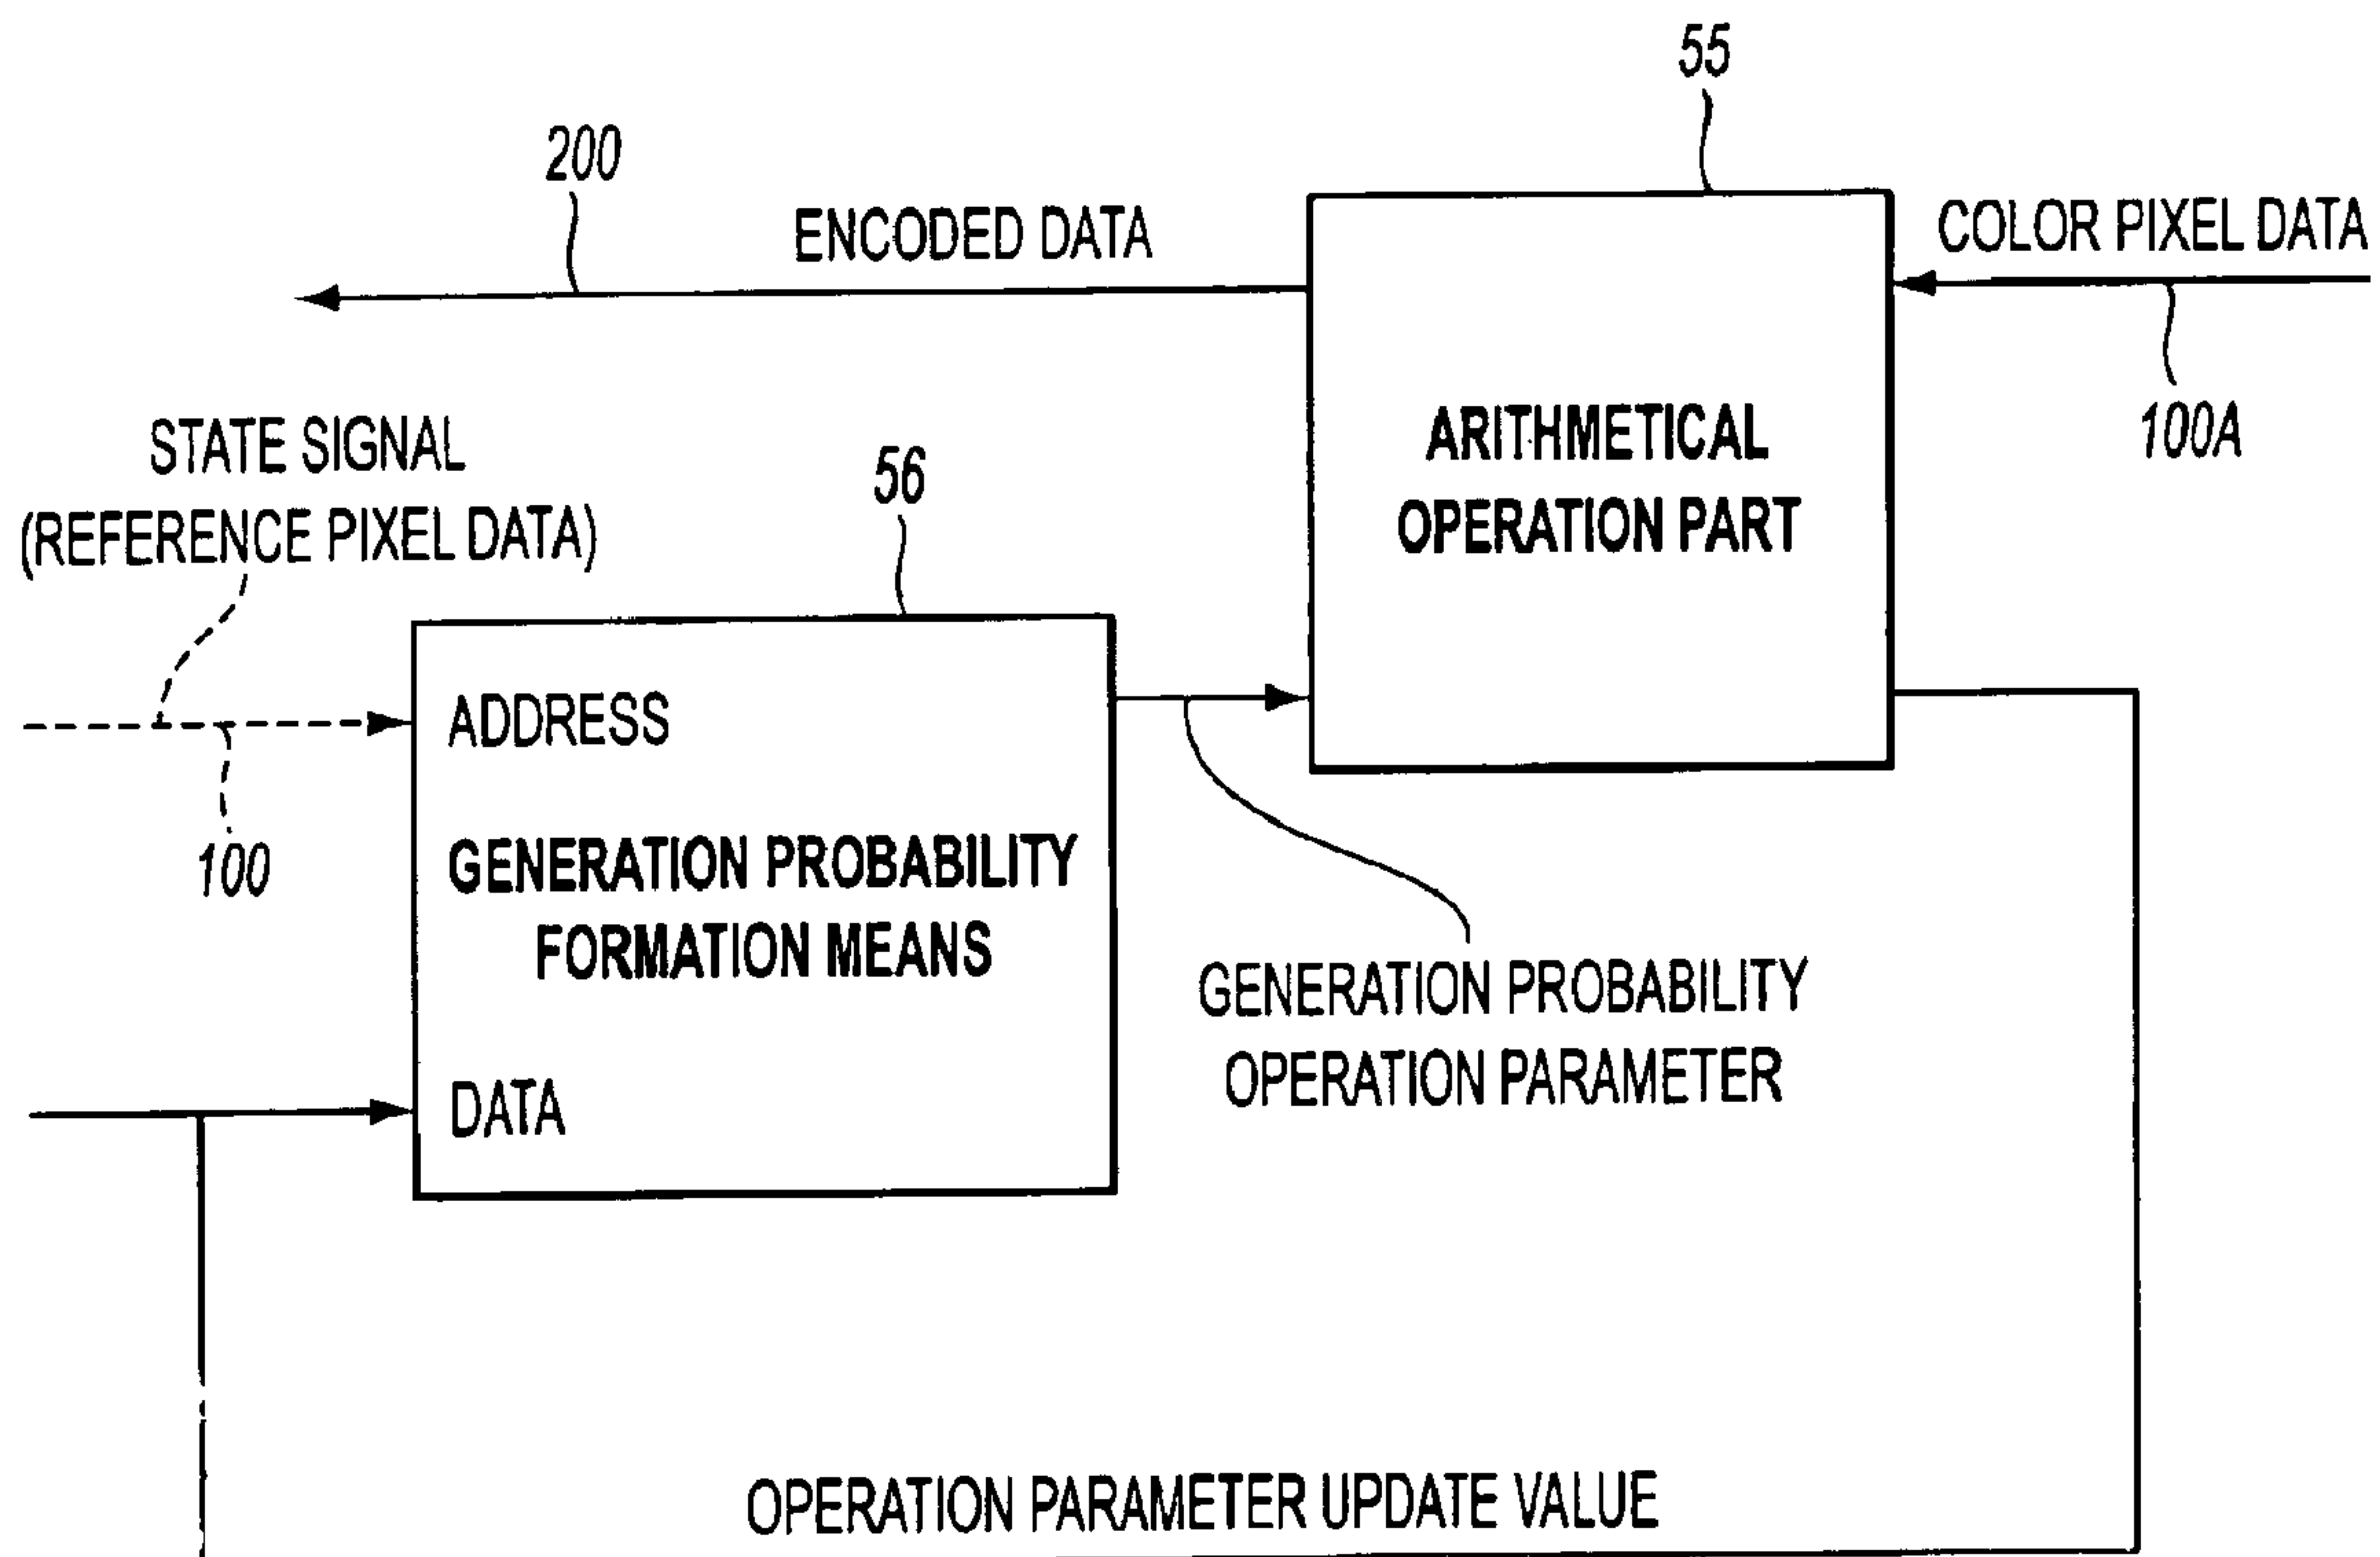 55
200
ENCODED DATA
COLOR PIXEL DATA
STATE SIGNAL
(REFERENCE PIXEL DATA)
56
ARITHMETICAL
OPERATION PART
100A
ADDRESS
100
GENERATION PROBABILITY
FORMATION MEANS
GENERATION PROBABILITY
OPERATION PARAMETER
DATA
OPERATION PARAMETER UPDATE VALUE